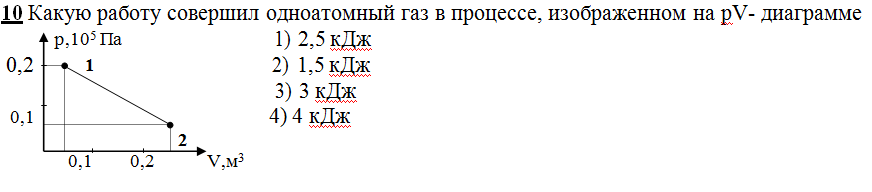 10 Какую работу совершил одноатомный газ в процессе, изображенном на pV- диаграмме
p,10⁵ Па
1) 2,5 кДж
0,2
1
2) 1,5 кДж
3) 3 кДж
0,1
4) 4 кДж
2
0,1
0,2
V,м³